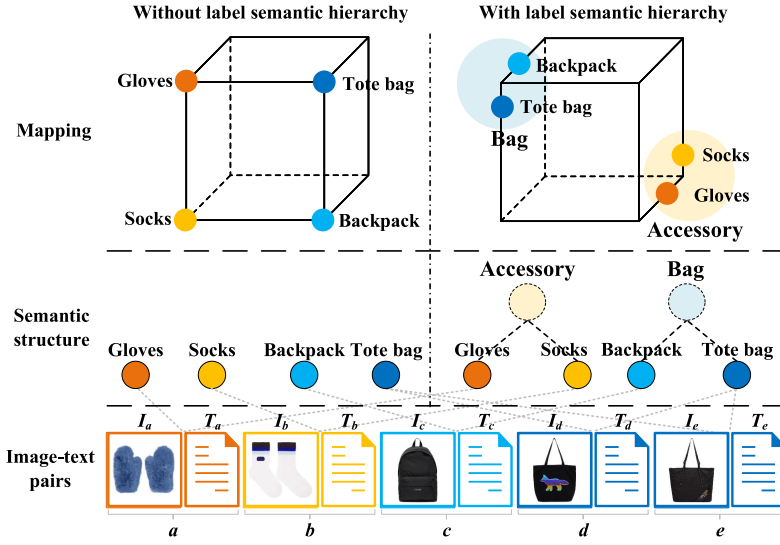 Without label semantic hierarchy
With label semantic hierarchy
Mapping
Gloves
Tote bag
Socks
Backpack
Backpack
Tote bag
Bag
Socks
Gloves
Accessory
Semantic structure
Gloves
Socks
Backpack
Tote bag
Accessory
Bag
Gloves
Socks
Backpack
Tote bag
Image-text pairs
Ia Ta Ib Tb Ic Tc Id Td Ie Te
a b c d e